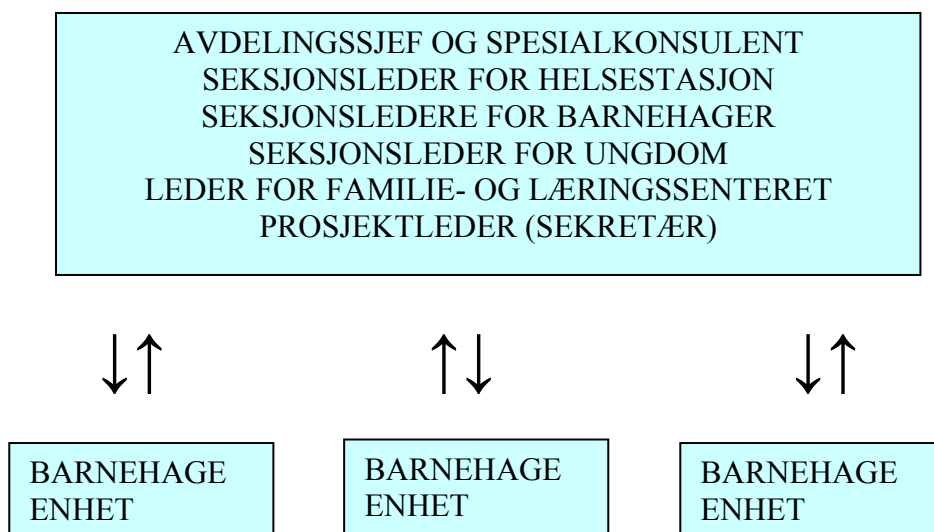 AVDELINGSSJEF OG SPESIALKONSULENT
SEKSJONSLEDER FOR HELSESTASJON
SEKSJONSLEDERE FOR BARNEHAGER
SEKSJONSLEDER FOR UNGDOM
LEDER FOR FAMILIE- OG LÆRINGSSENTERET
PROSJEKTLEDER (SEKRETÆR)
↓↑ ↑↓ ↓↑
BARNEHAGE
ENHET
BARNEHAGE
ENHET
BARNEHAGE
ENHET